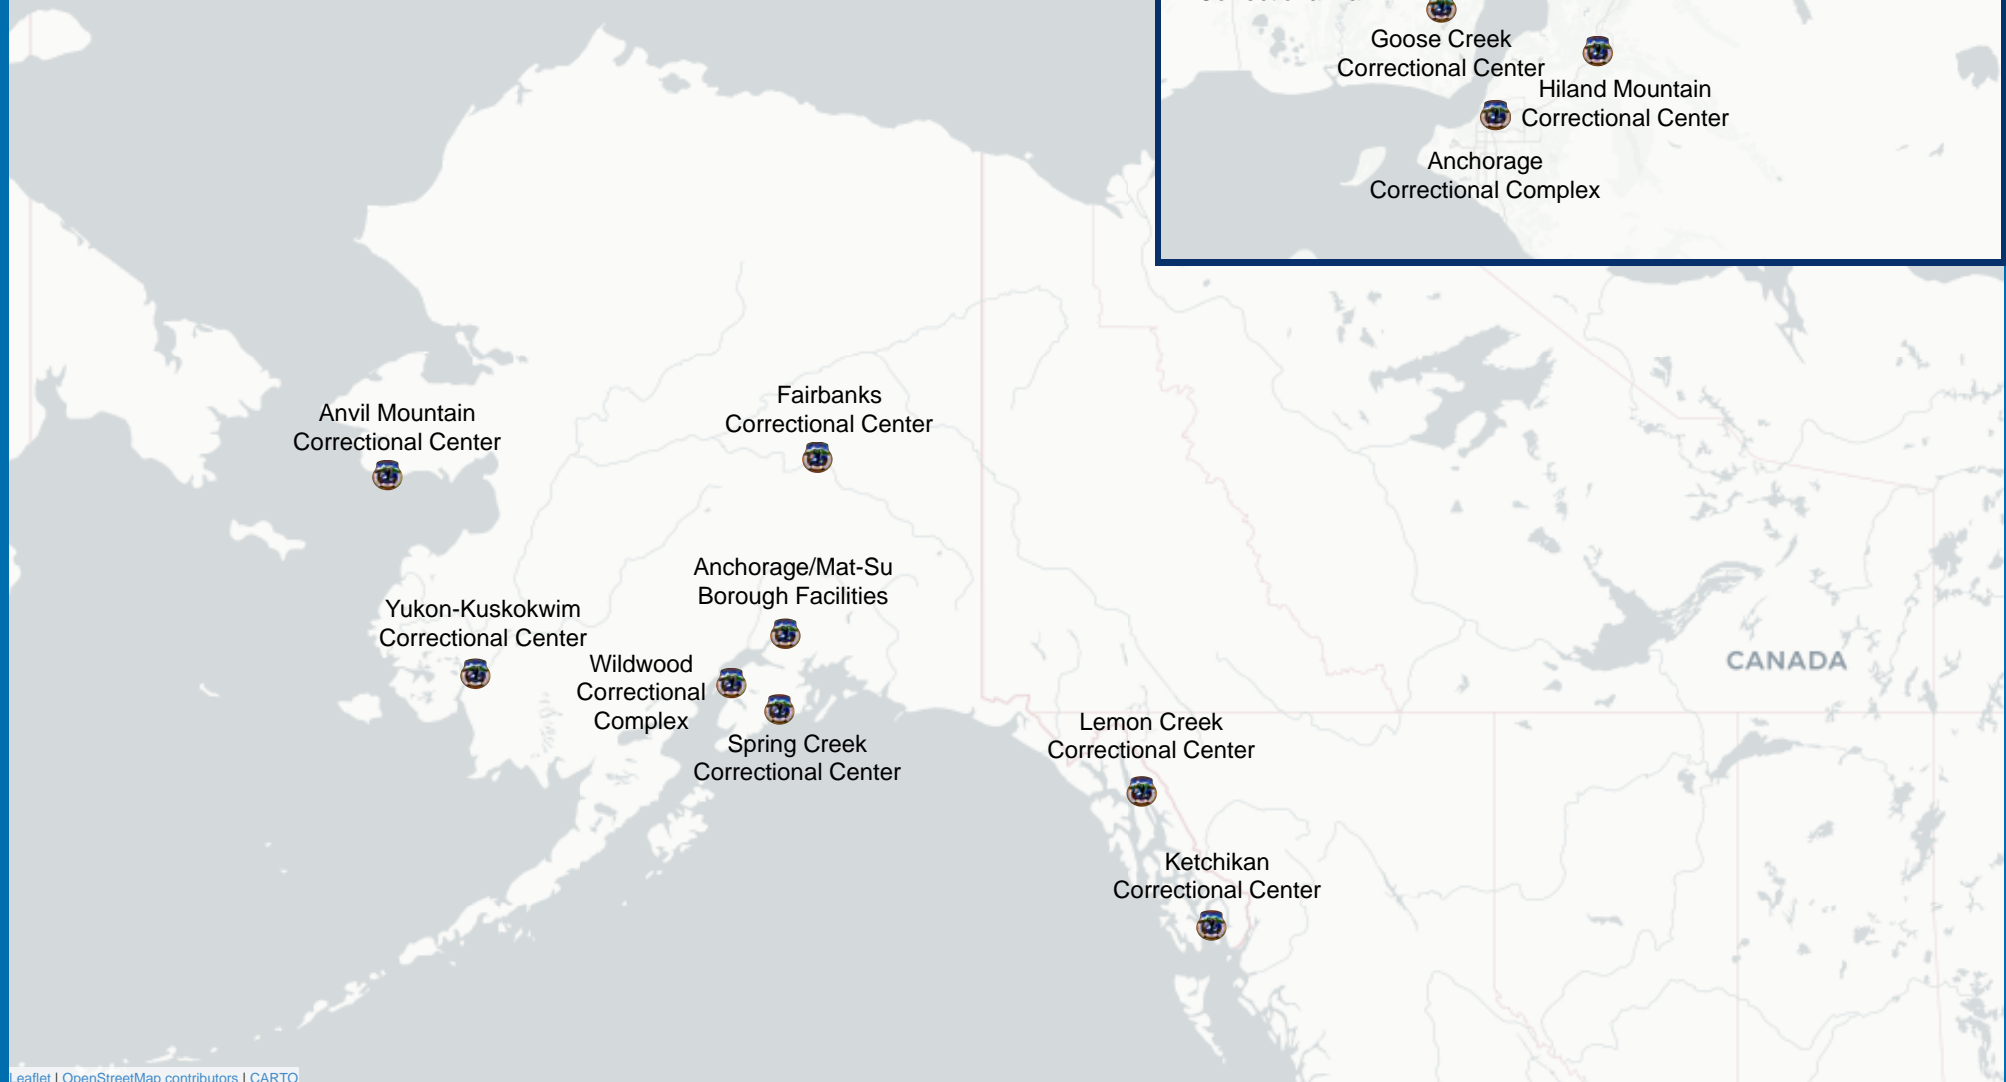 Goose Creek
Correctional Center
Hiland Mountain
Correctional Center
Anchorage
Correctional Complex
Fairbanks
Correctional Center
Anvil Mountain
Correctional Center
Anchorage/Mat-Su
Borough Facilities
Yukon-Kuskokwim
Correctional Center
Wildwood
Correctional
Complex
Spring Creek
Correctional Center
CANADA
Lemon Creek
Correctional Center
Ketchikan
Correctional Center
Leaflet | OpenStreetMap contributors | CARTO